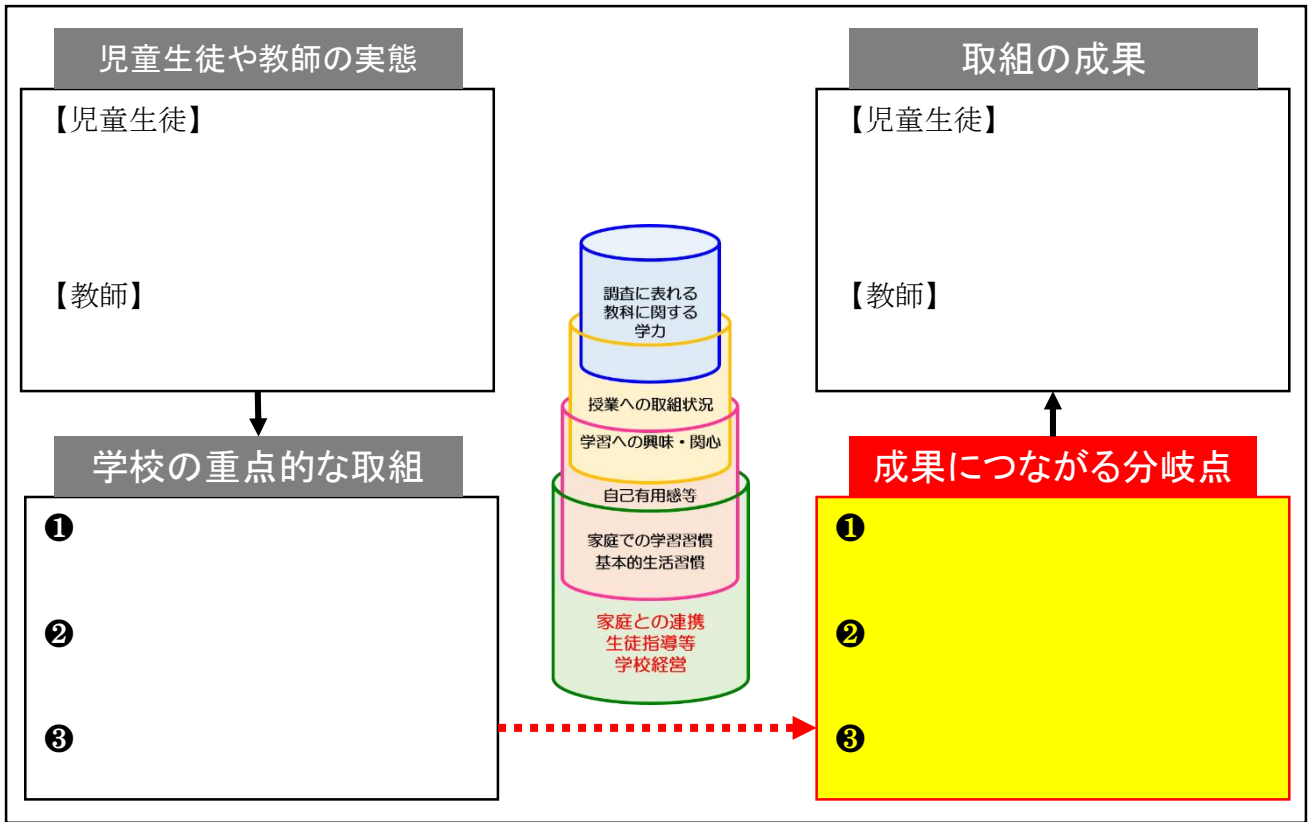 児童生徒や教師の実態
【児童生徒】
【教師】
学校の重点的な取組
❶
❷
❸
調査に表れる
教科に関する
学力
授業への取組状況
学習への興味・関心
自己有用感等
家庭での学習習慣
基本的生活習慣
家庭との連携
生徒指導等
学校経営
取組の成果
【児童生徒】
【教師】
成果につながる分岐点
❶
❷
❸